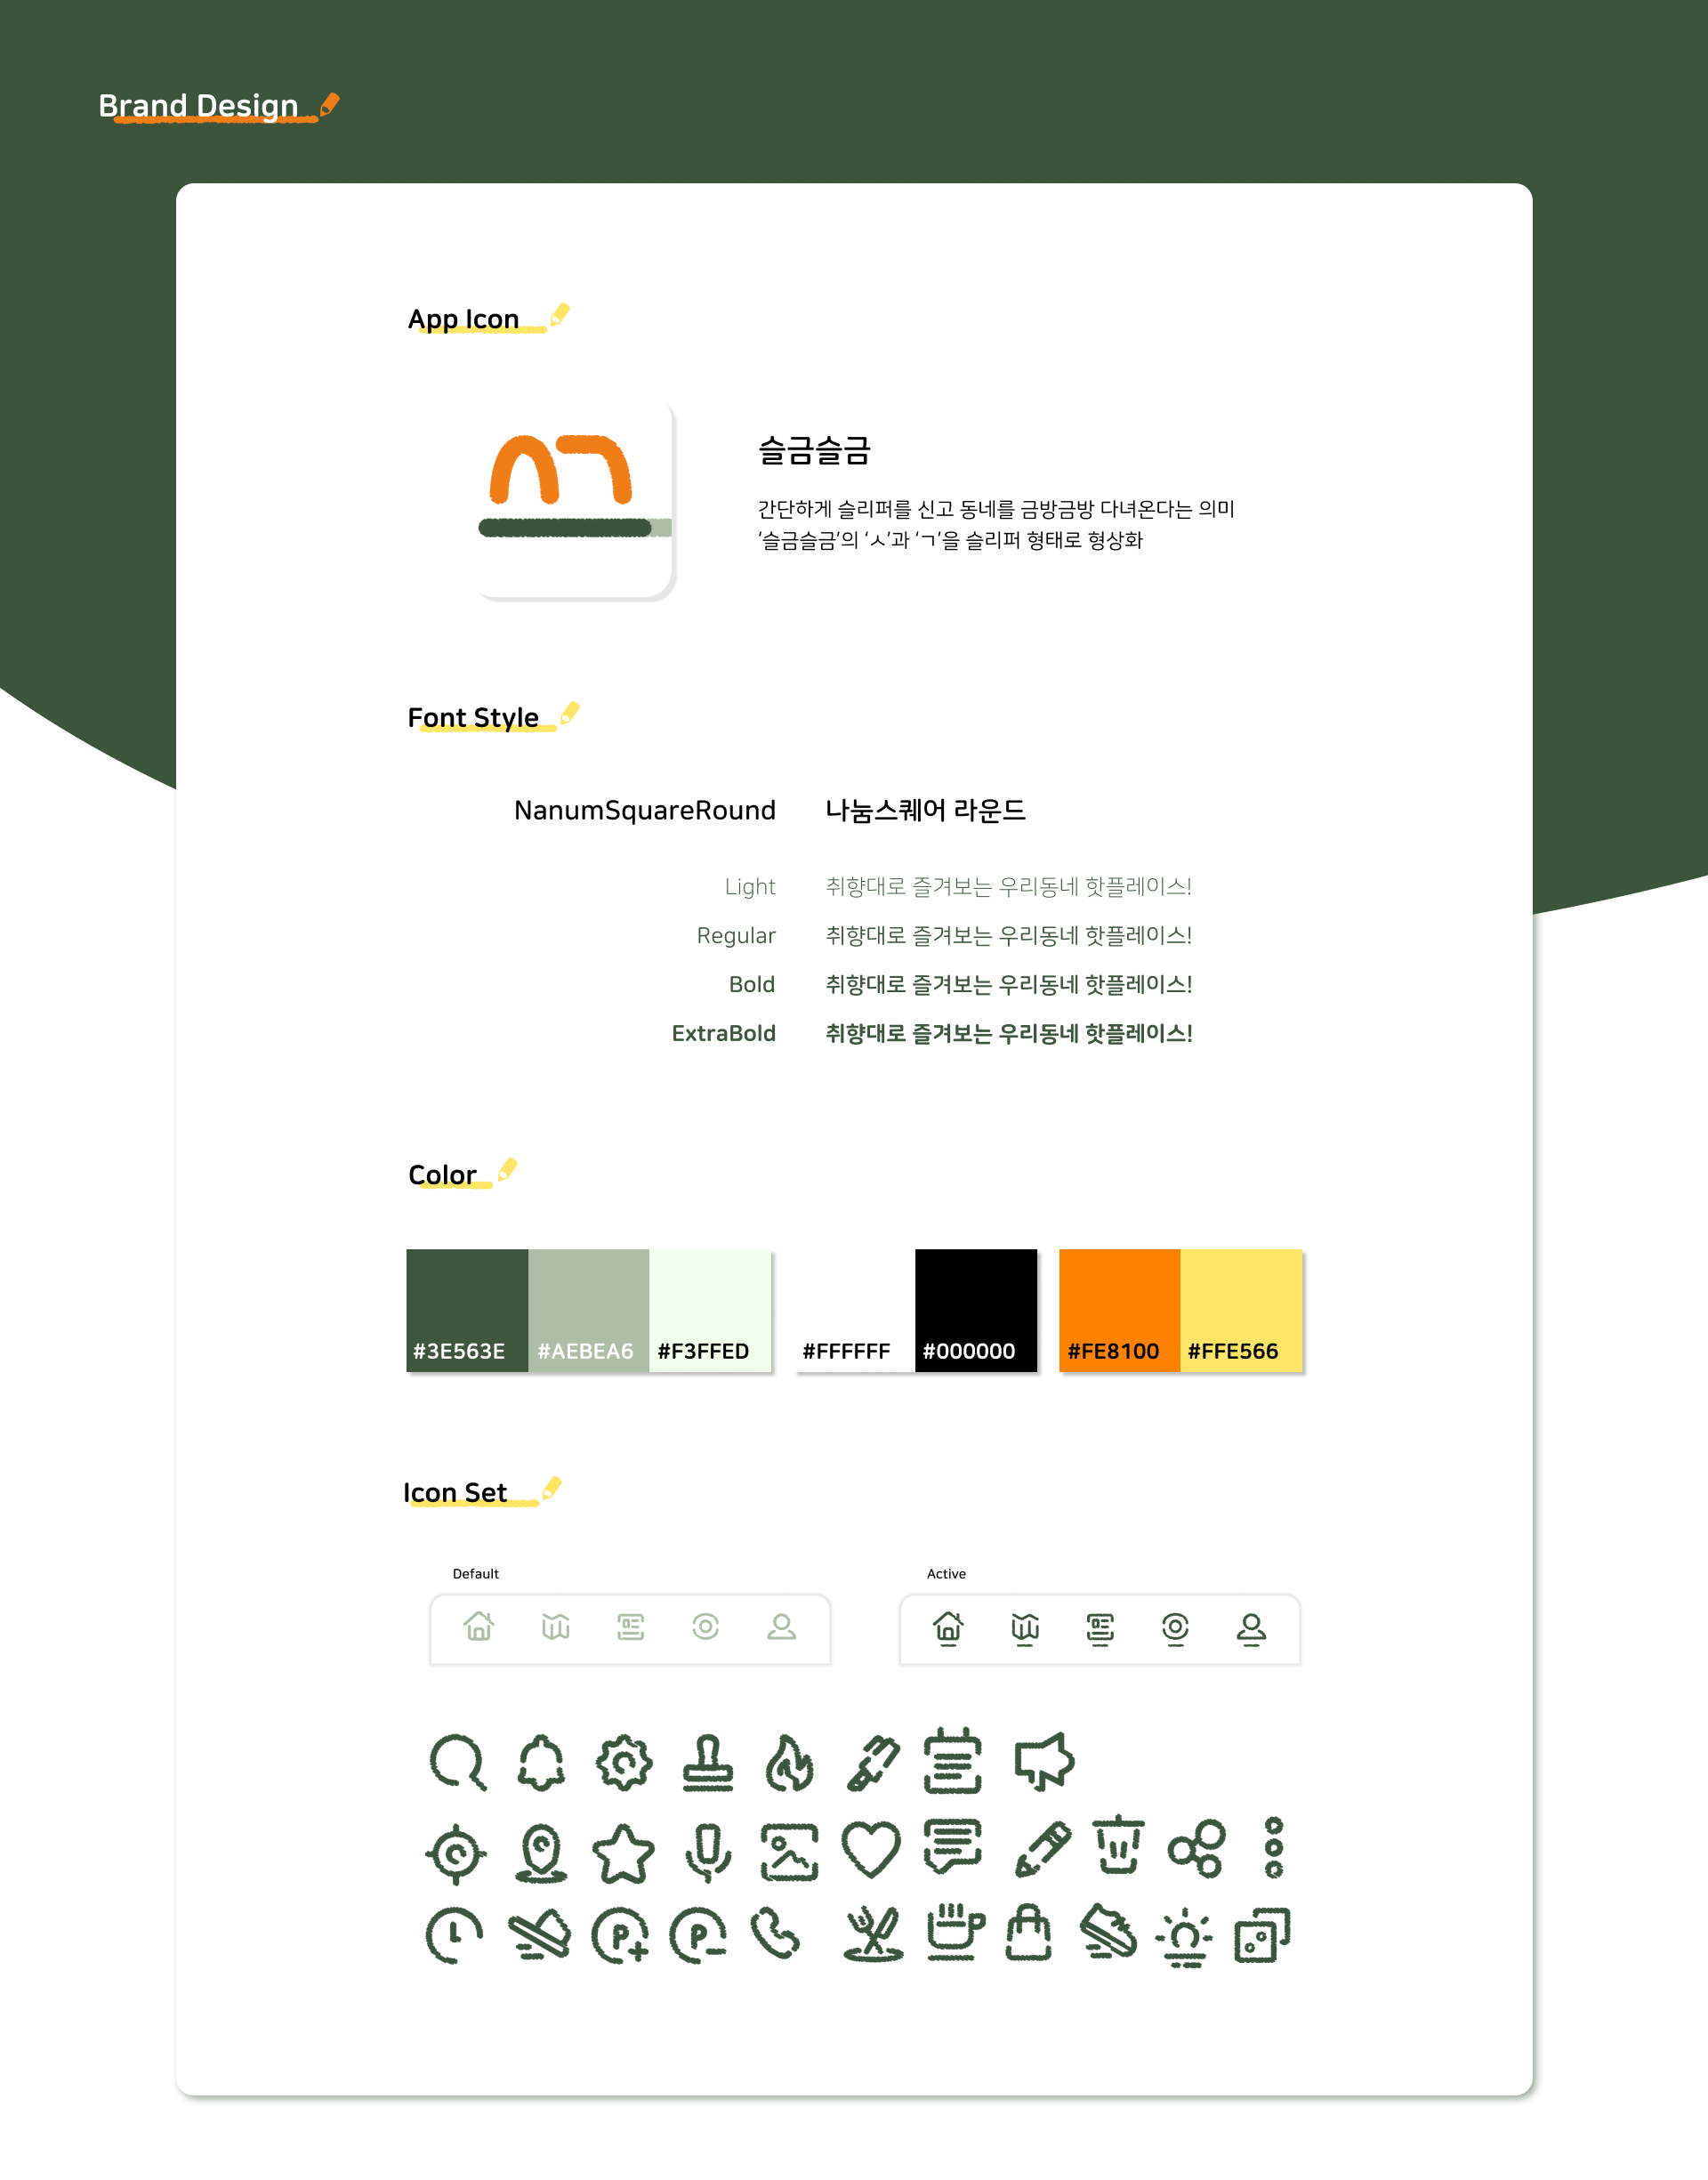 Brand Design
App Icon
슬금슬금
간단하게 슬리퍼를 신고 동네를 금방금방 다녀온다는 의미
‘슬금슬금’의 ‘ㅅ’과 ‘ㄱ’을 슬리퍼 형태로 형상화
Font Style
NanumSquareRound 나눔스퀘어 라운드
Light 취향대로 즐겨보는 우리동네 핫플레이스!
Regular 취향대로 즐겨보는 우리동네 핫플레이스!
Bold 취향대로 즐겨보는 우리동네 핫플레이스!
ExtraBold 취향대로 즐겨보는 우리동네 핫플레이스!
Color
#3E563E #AEBEA6 #F3FFED #FFFFFF #000000 #FE8100 #FFE566
Icon Set
Default Active
P P